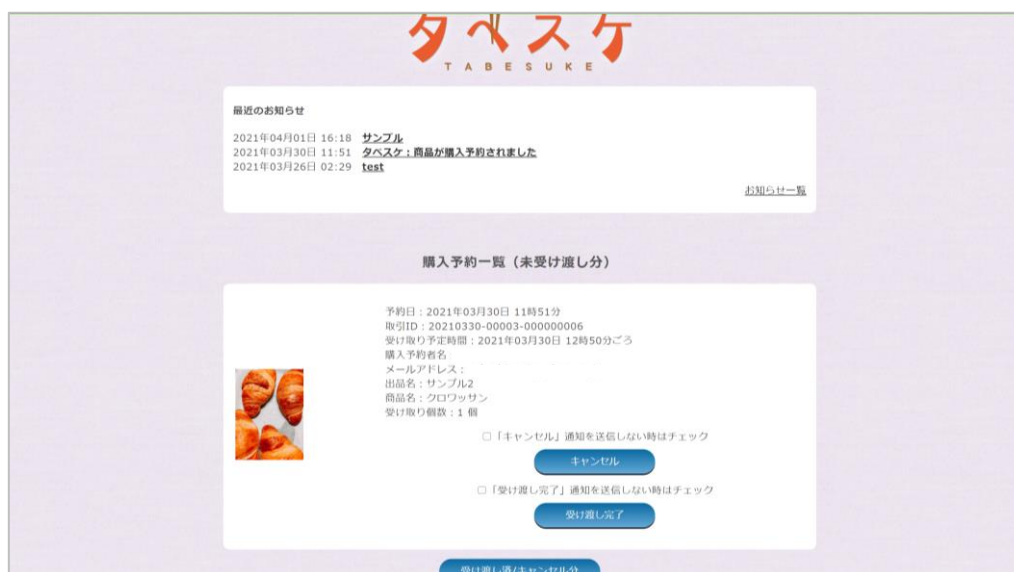 タベスケ
TABESUKE
最近のお知らせ
2021年04月01日 16:18 サンプル
2021年03月30日 11:51 タベスケ：商品が購入予約されました
2021年03月26日 02:29 test
お知らせ一覧
購入予約一覧（未受け渡し分）
予約日：2021年03月30日 11時51分
取引ID：20210330-00003-000000006
受け取り予定時間：2021年03月30日 12時50分ごろ
購入予約者名
メールアドレス：
出品名：サンプル2
商品名：クロワッサン
受け取り個数：1 個
「キャンセル」通知を送信しない時はチェック
キャンセル
「受け渡し完了」通知を送信しない時はチェック
受け渡し完了
受け渡し済/キャンセル分